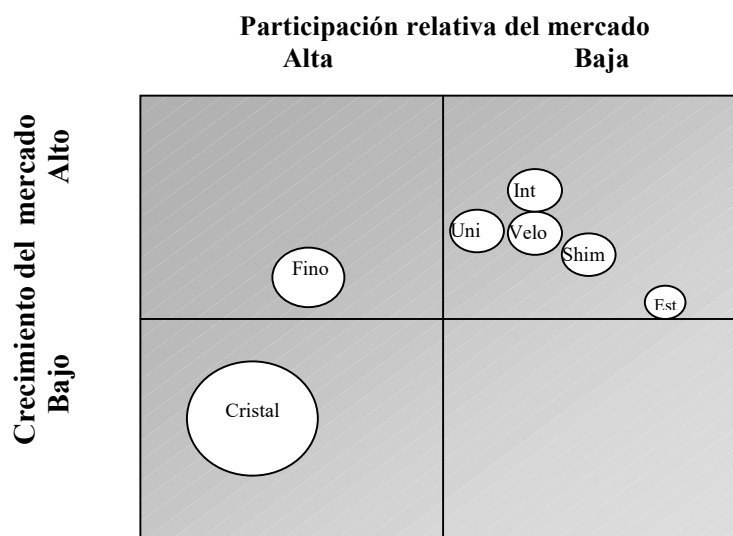 Participación relativa del mercado
Alta Baja
Crecimiento del mercado
Alto
Bajo
Int
Uni
Velo
Shim
Fino
Est
Cristal